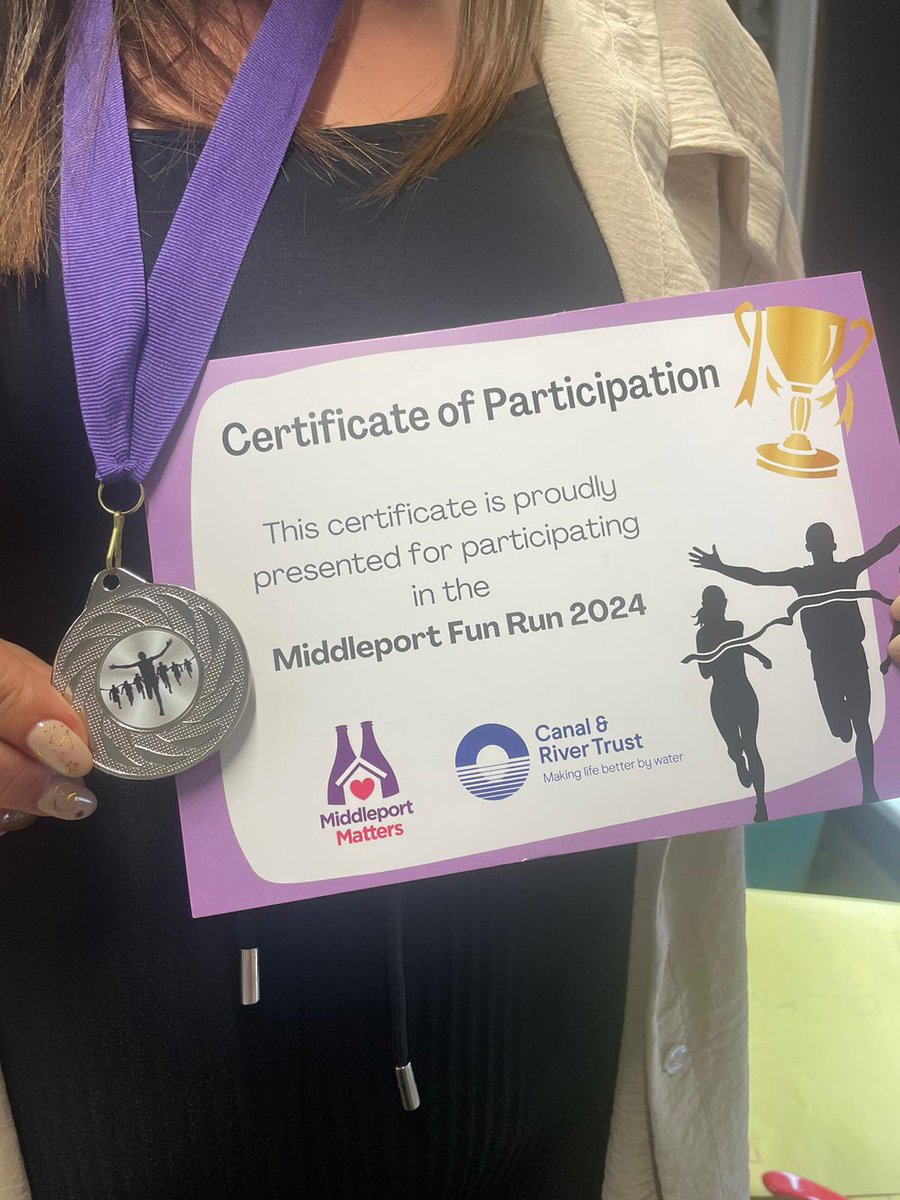 Certificate of Participation
This certificate is proudly
presented for participating
in the
Middleport Fun Run 2024
Middleport
Matters
Canal &
River Trust
Making life better by water